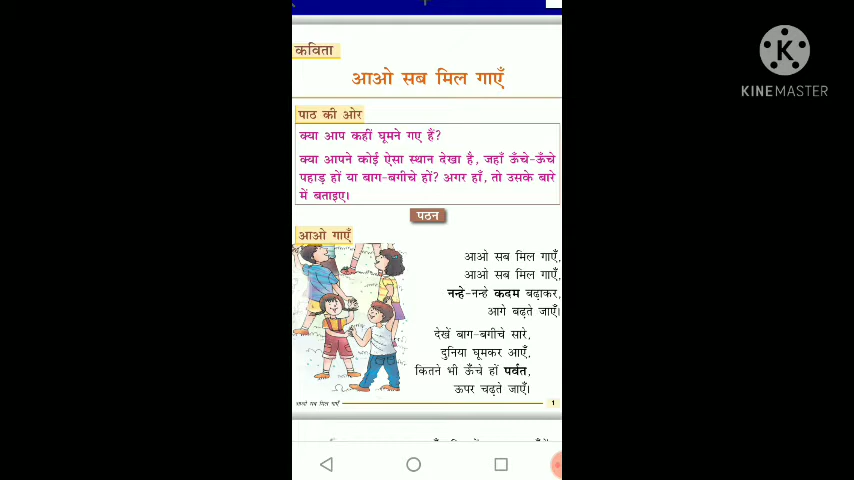 कविता
KINEMASTER
आओ सब मिल गाएँ
पाठ की ओर
क्या आप कहीं घूमने गए हैं?
क्या आपने कोई ऐसा स्थान देखा है, जहाँ ऊँचे-ऊँचे
पहाड़ हों या बाग-बगीचे हों? अगर हाँ, तो उसके बारे
में बताइए।
पठन
आओ गाएँ
आओ सब मिल गाएँ,
आओ सब मिल गाएँ,
नन्हे-नन्हे कदम बढ़ाकर,
आगे बढ़ते जाएँ।
देखें बाग-बगीचे सारे,
दुनिया घूमकर आएँ,
कितने भी ऊँचे हों पर्वत,
ऊपर चढ़ते जाएँ।
आओ सब मिल गाएँ
1